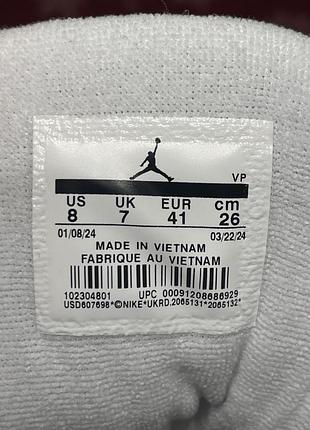 VP
US UK EUR cm
8 7 41 26
01/08/24 03/22/24
MADE IN VIETNAM
FABRIQUE AU VIETNAM
102304801 UPC 00091208686929
USD607698*©NIKE*UKRD.2065131*2065132*